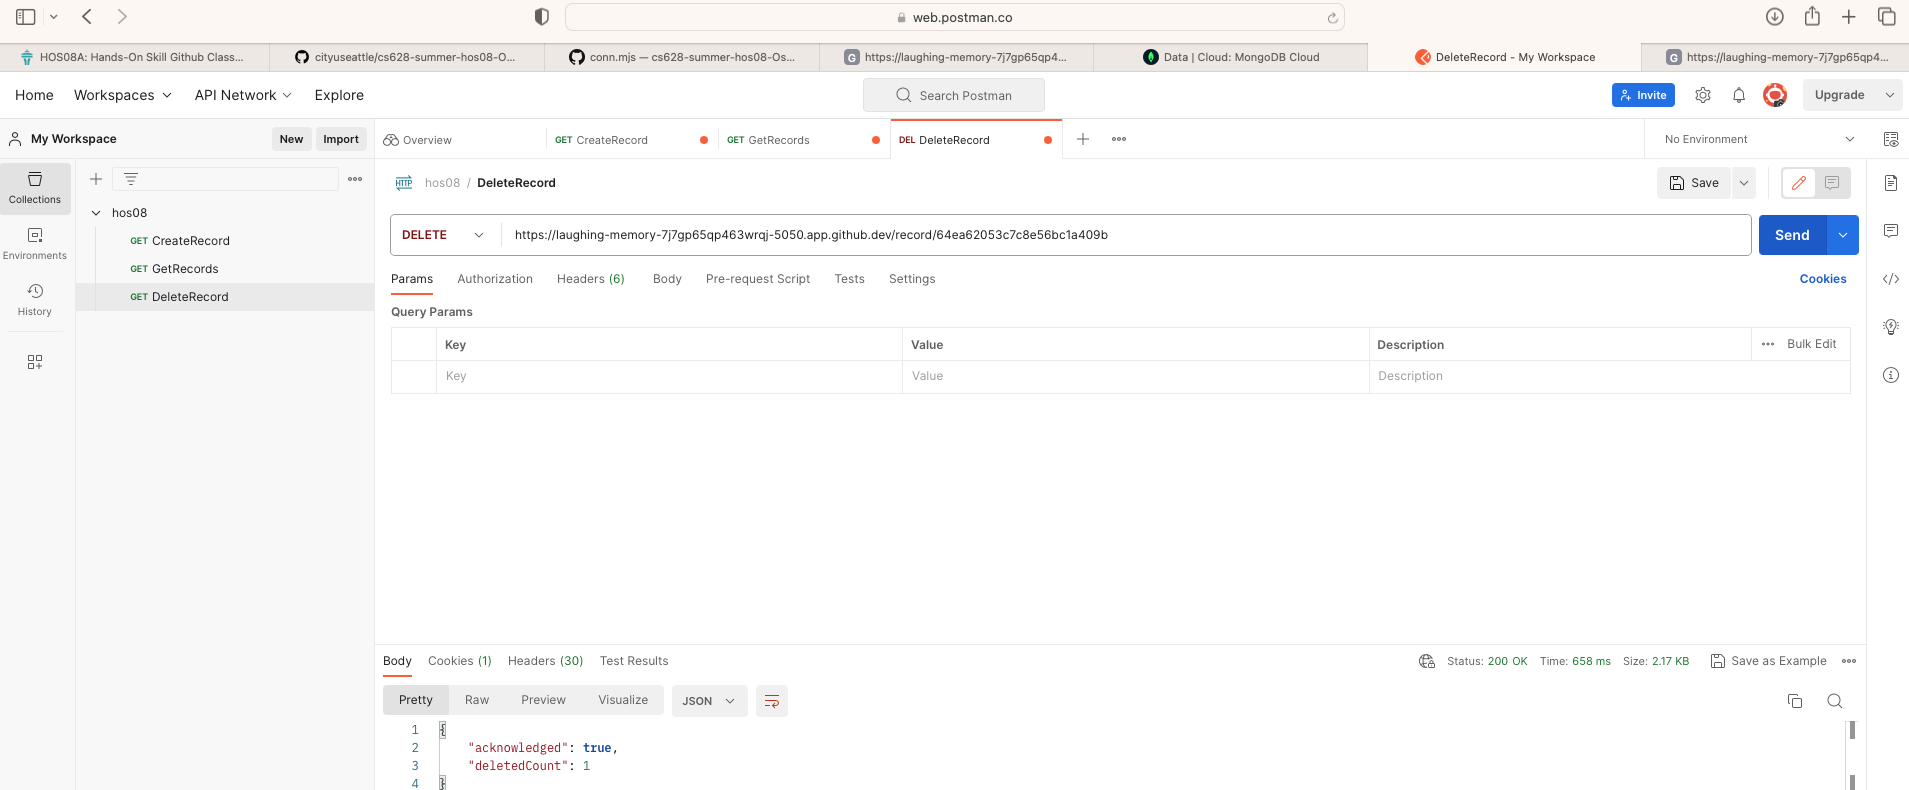 web.postman.co
HOS08A: Hands-On Skill Github Class...
cityuseattle/cs628-summer-hos08-O...
conn.mjs — cs628-summer-hos08-Os...
G https://laughing-memory-7j7gp65qp4...
Data | Cloud: MongoDB Cloud
DeleteRecord - My Workspace
G https://laughing-memory-7j7gp65qp4...
Home Workspaces API Network Explore
Search Postman
Invite
Upgrade
My Workspace
New
Import
Overview
GET CreateRecord
GET GetRecords
DEL DeleteRecord
No Environment
Collections
Environments
History
hos08
GET CreateRecord
GET GetRecords
GET DeleteRecord
HTTP hos08 / DeleteRecord
Save
DELETE https://laughing-memory-7j7gp65qp463wrqj-5050.app.github.dev/record/64ea62053c7c8e56bc1a409b
Send
Params Authorization Headers (6) Body Pre-request Script Tests Settings
Cookies
Query Params
Key Value Description Bulk Edit
Key Value Description
Body Cookies (1) Headers (30) Test Results
Status: 200 OK Time: 658 ms Size: 2.17 KB Save as Example
Pretty Raw Preview Visualize JSON
1 {
2 "acknowledged": true,
3 "deletedCount": 1
4 }